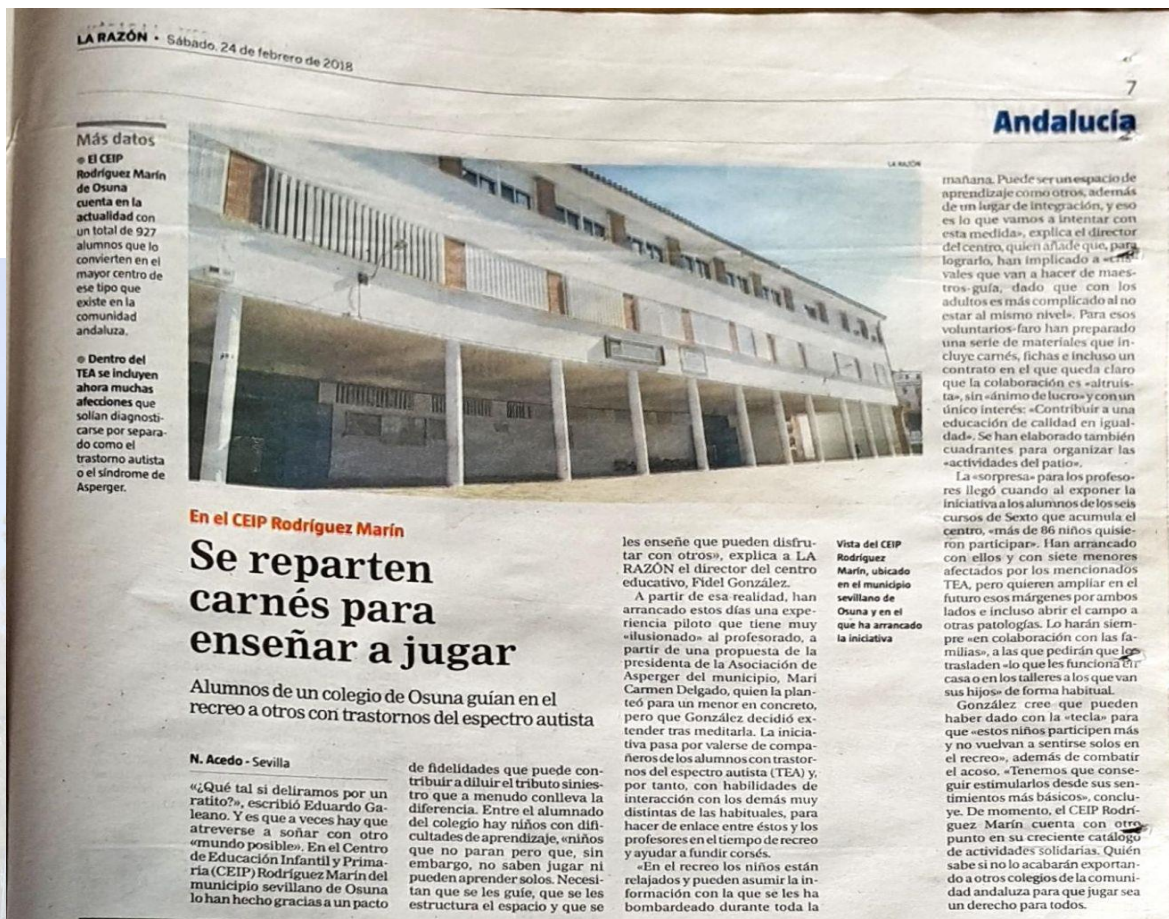 LA RAZÓN • Sábado, 24 de febrero de 2018
7
Andalucía
Más datos
● El CEIP
Rodríguez Marín
de Osuna
cuenta en la
actualidad con
un total de 927
alumnos que lo
convierten en el
mayor centro de
ese tipo que
existe en la
comunidad
andaluza.
● Dentro del
TEA se incluyen
ahora muchas
afecciones que
solían diagnosti-
carse por separa-
do como el
trastorno autista
o el síndrome de
Asperger.
LA RAZÓN
En el CEIP Rodríguez Marín
Se reparten
carnés para
enseñar a jugar
Alumnos de un colegio de Osuna guían en el
recreo a otros con trastornos del espectro autista
N. Acedo - Sevilla
«¿Qué tal si deliramos por un
ratito?», escribió Eduardo Ga-
leano. Y es que a veces hay que
atreverse a soñar con otro
«mundo posible». En el Centro
de Educación Infantil y Prima-
ria (CEIP) Rodríguez Marín del
municipio sevillano de Osuna
lo han hecho gracias a un pacto
de fidelidades que puede con-
tribuir a diluir el tributo sinies-
tro que a menudo conlleva la
diferencia. Entre el alumnado
del colegio hay niños con difi-
cultades de aprendizaje, «niños
que no paran pero que, sin
embargo, no saben jugar ni
pueden aprender solos. Necesi-
tan que se les guíe, que se les
estructura el espacio y que se
les enseñe que pueden disfru-
tar con otros», explica a LA
RAZÓN el director del centro
educativo, Fidel González.
A partir de esa realidad, han
arrancado estos días una expe-
riencia piloto que tiene muy
«ilusionado» al profesorado, a
partir de una propuesta de la
presidenta de la Asociación de
Asperger del municipio, Mari
Carmen Delgado, quien la plan-
teó para un menor en concreto,
pero que González decidió ex-
tender tras meditarla. La inicia-
tiva pasa por valerse de compa-
ñeros de los alumnos con trastor-
nos del espectro autista (TEA) y,
por tanto, con habilidades de
interacción con los demás muy
distintas de las habituales, para
hacer de enlace entre éstos y los
profesores en el tiempo de recreo
y ayudar a fundir corsés.
«En el recreo los niños están
relajados y pueden asumir la in-
formación con la que se les ha
bombardeado durante toda la
Vista del CEIP
Rodríguez
Marín, ubicado
en el municipio
sevillano de
Osuna y en el
que ha arrancado
la iniciativa
mañana. Puede ser un espacio de
aprendizaje como otros, además
de un lugar de integración, y eso
es lo que vamos a intentar con
esta medida», explica el director
del centro, quien añade que, para
lograrlo, han implicado a
vales que van a hacer de maes-
tros-guía, dado que con los
adultos es más complicado al no
estar al mismo nivel». Para esos
voluntarios-faro han preparado
una serie de materiales que in-
cluye carnés, fichas e incluso un
contrato en el que queda claro
que la colaboración es «altruis-
ta», sin «ánimo de lucro» y con un
único interés: «Contribuir a una
educación de calidad en igual-
dad». Se han elaborado también
cuadrantes para organizar las
«actividades del patio».
La «sorpresa» para los profeso-
res llegó cuando al exponer la
iniciativa a los alumnos de los seis
cursos de Sexto que acumula el
centro, «más de 86 niños quisie-
ron participar». Han arrancado
con ellos y con siete menores
afectados por los mencionados
TEA, pero quieren ampliar en el
futuro esos márgenes por ambos
lados e incluso abrir el campo a
otras patologías. Lo harán siem-
pre «en colaboración con las fa-
milias», a las que pedirán que les
trasladen «lo que les funciona en
casa o en los talleres a los que van
sus hijos» de forma habitual.
González cree que pueden
haber dado con la «tecla» para
que «estos niños participen más
y no vuelvan a sentirse solos en
el recreo», además de combatir
el acoso. «Tenemos que conse-
guir estimularlos desde sus sen-
timientos más básicos», conclu-
ye. De momento, el CEIP Rodrí-
guez Marín cuenta con otro
punto en su creciente catálogo
de actividades solidarias. Quién
sabe si no lo acabarán exportan-
do a otros colegios de la comuni-
dad andaluza para que jugar sea
un derecho para todos.